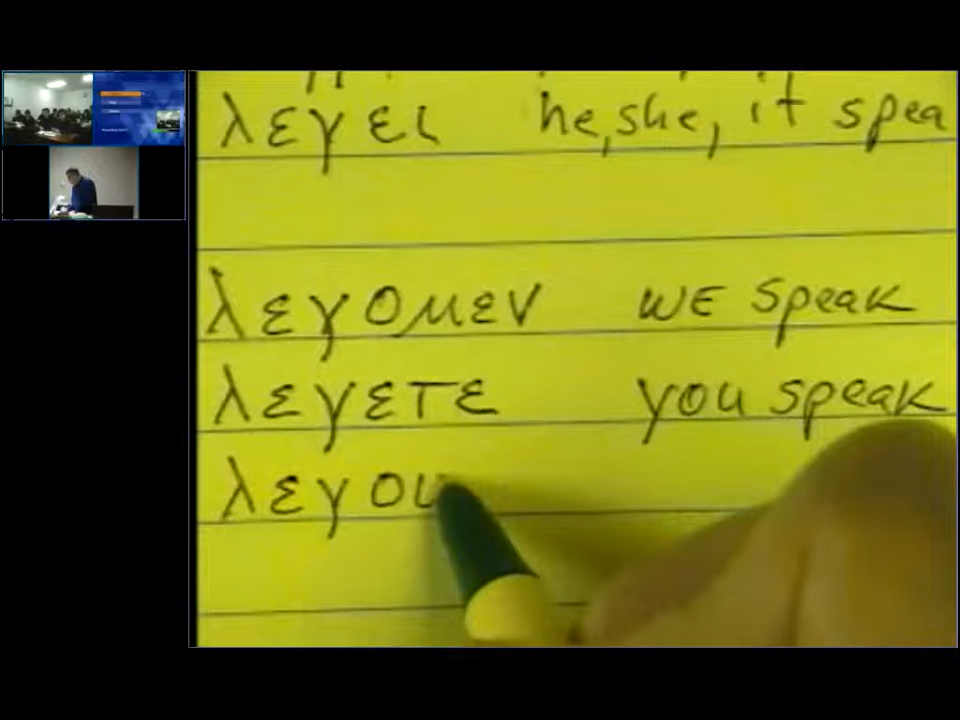 λεγει he, she, it spea
λεγομεν we speak
λεγετε you speak
λεγου